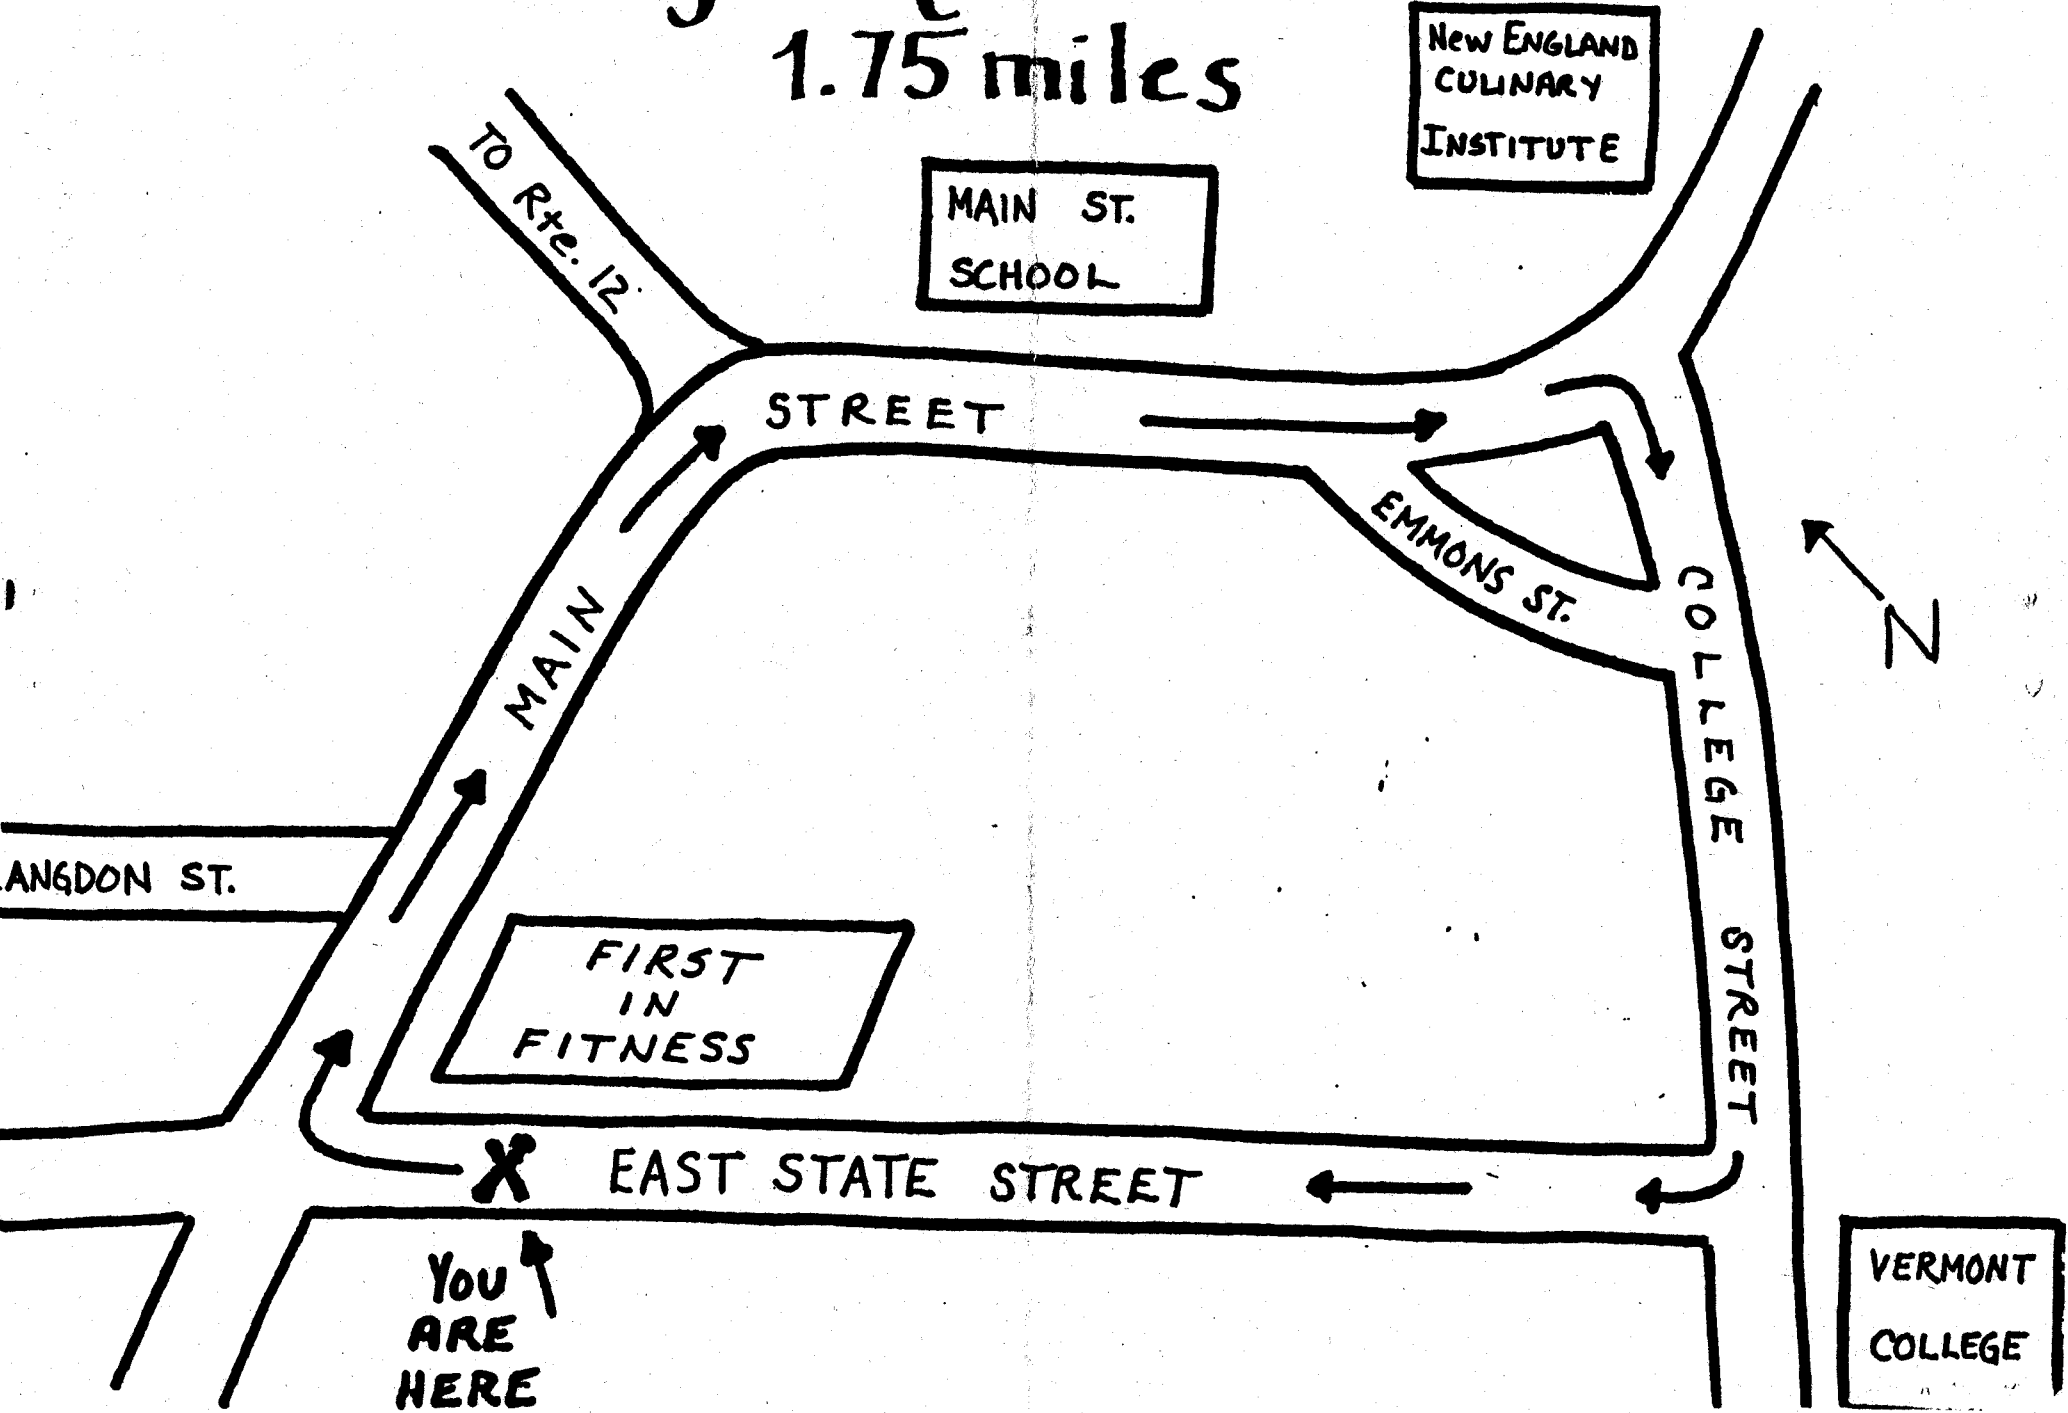 1.75 miles
NEW ENGLAND
CULINARY
INSTITUTE
TO Rte. 12
MAIN ST.
SCHOOL
MAIN STREET
EMMONS ST.
COLLEGE STREET
N
ANGDON ST.
FIRST
IN
FITNESS
X
EAST STATE STREET
YOU
ARE
HERE
VERMONT
COLLEGE